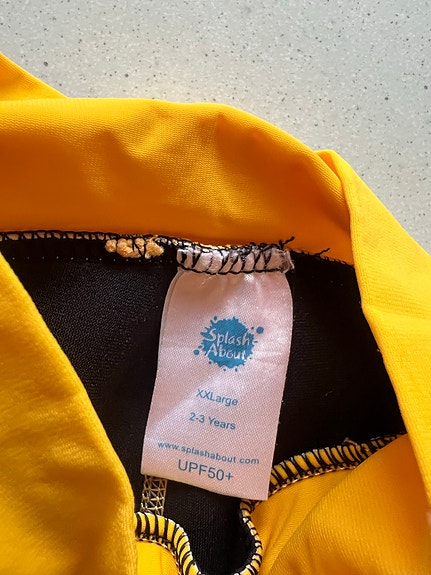 Splash
About
XXLarge
2-3 Years
www.splashabout.com
UPF50+